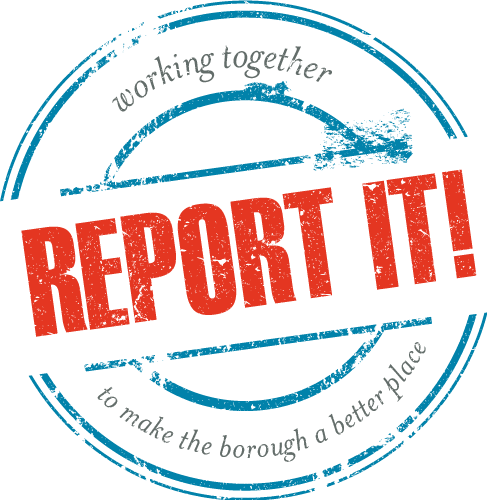 working together
REPORT IT!
to make the borough a better place